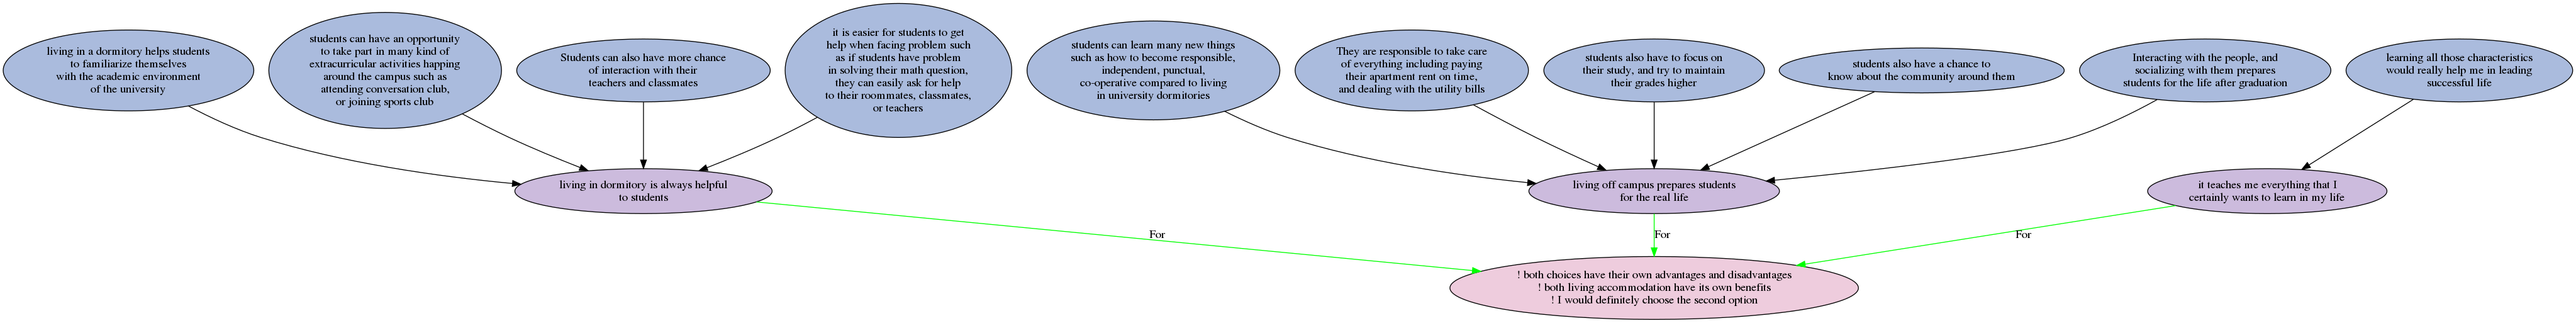 living in a dormitory helps students
to familiarize themselves
with the academic environment
of the university
students can have an opportunity
to take part in many kind of
extracurricular activities happing
around the campus such as
attending conversation club,
or joining sports club
Students can also have more chance
of interaction with their
teachers and classmates
it is easier for students to get
help when facing problem such
as if students have problem
in solving their math question,
they can easily ask for help
to their roommates, classmates,
or teachers
students can learn many new things
such as how to become responsible,
independent, punctual,
co-operative compared to living
in university dormitories
They are responsible to take care
of everything including paying
their apartment rent on time,
and dealing with the utility bills
students also have to focus on
their study, and try to maintain
their grades higher
students also have a chance to
know about the community around them
Interacting with the people, and
socializing with them prepares
students for the life after graduation
learning all those characteristics
would really help me in leading
successful life
living in dormitory is always helpful
to students
living off campus prepares students
for the real life
it teaches me everything that I
certainly wants to learn in my life
For
For
For
! both choices have their own advantages and disadvantages
! both living accommodation have its own benefits
! I would definitely choose the second option